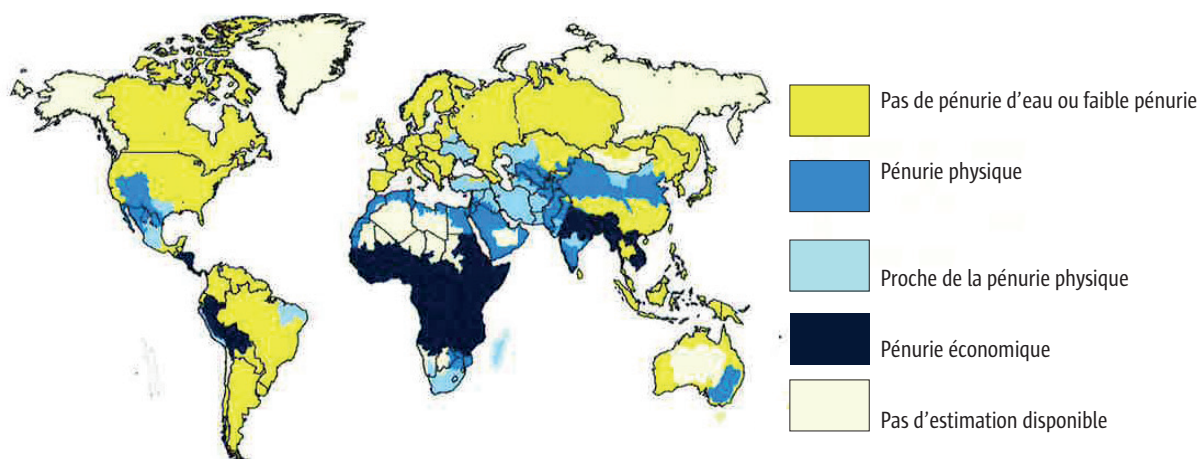 Pas de pénurie d'eau ou faible pénurie
Pénurie physique
Proche de la pénurie physique
Pénurie économique
Pas d'estimation disponible